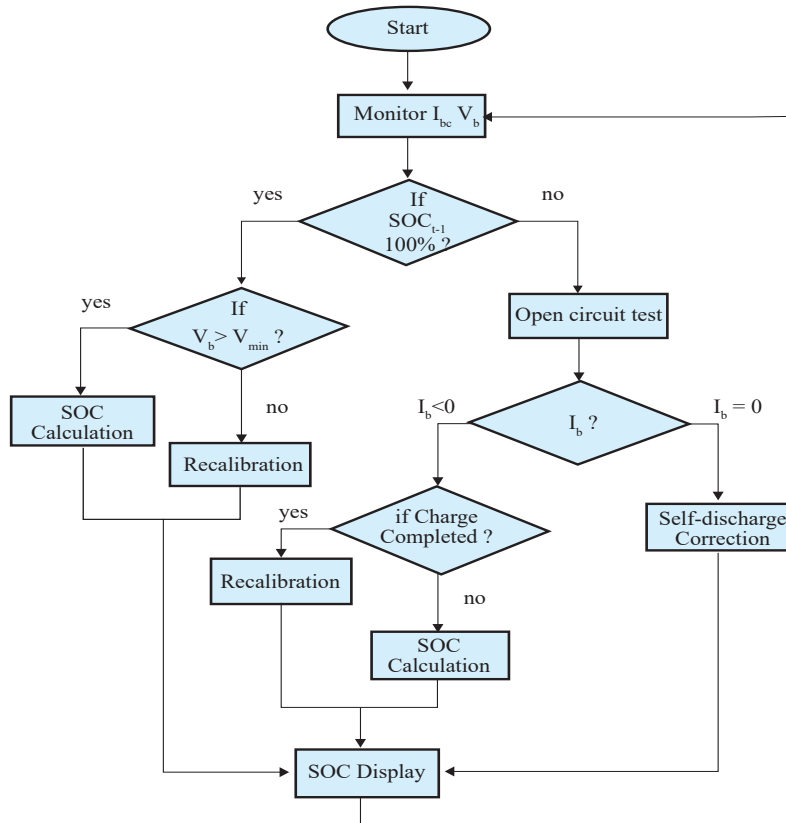 Start
Monitor I_bc V_b
yes
If
SOC_t-1
100% ?
no
yes
If
V_b> V_min ?
Open circuit test
SOC
Calculation
no
Recalibration
I_b<0
I_b ?
I_b = 0
yes
if Charge
Completed ?
Self-discharge
Correction
Recalibration
no
SOC
Calculation
SOC Display